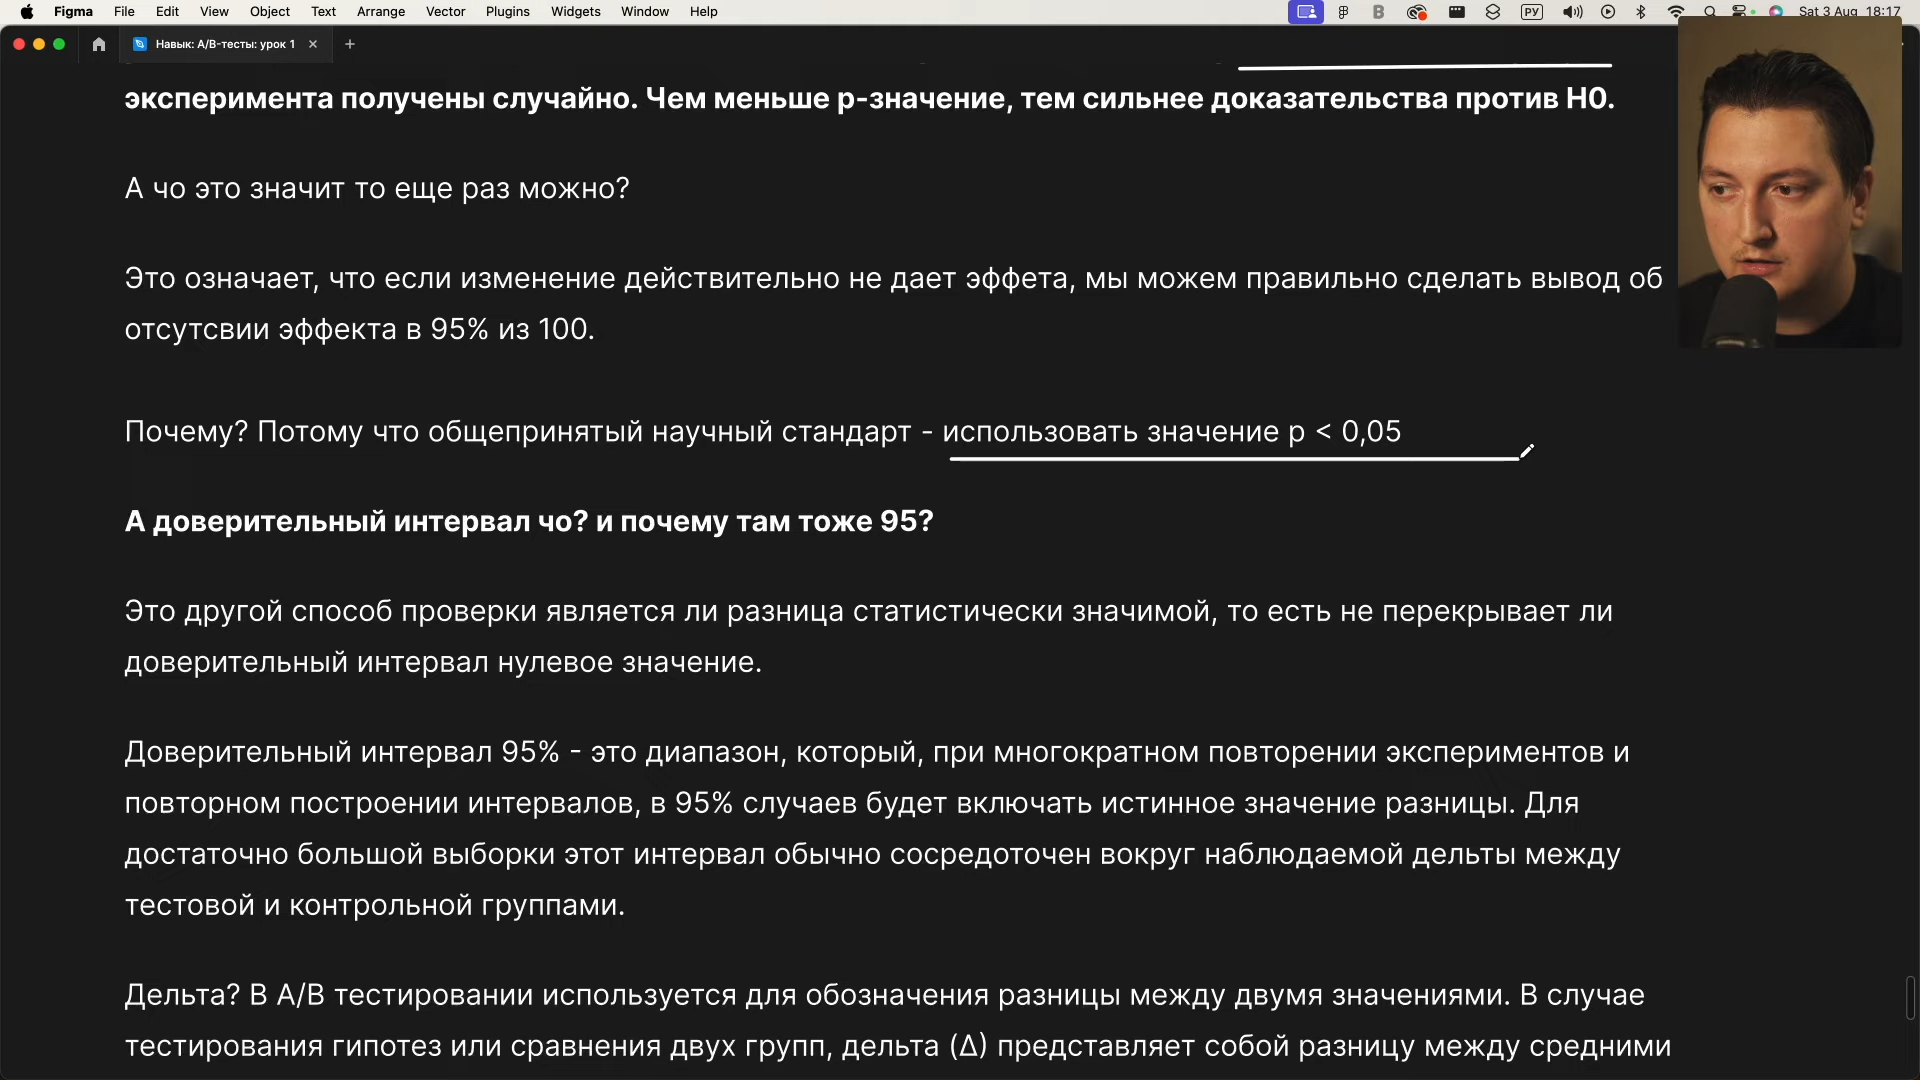 Figma File Edit View Object Text Arrange Vector Plugins Widgets Window Help РУ Sat 3 Aug 18:17
Навык: A/B-тесты: урок 1
эксперимента получены случайно. Чем меньше p-значение, тем сильнее доказательства против H0.
А чо это значит то еще раз можно?
Это означает, что если изменение действительно не дает эффета, мы можем правильно сделать вывод об
отсутсвии эффекта в 95% из 100.
Почему? Потому что общепринятый научный стандарт - использовать значение p < 0,05
А доверительный интервал чо? и почему там тоже 95?
Это другой способ проверки является ли разница статистически значимой, то есть не перекрывает ли
доверительный интервал нулевое значение.
Доверительный интервал 95% - это диапазон, который, при многократном повторении экспериментов и
повторном построении интервалов, в 95% случаев будет включать истинное значение разницы. Для
достаточно большой выборки этот интервал обычно сосредоточен вокруг наблюдаемой дельты между
тестовой и контрольной группами.
Дельта? В A/B тестировании используется для обозначения разницы между двумя значениями. В случае
тестирования гипотез или сравнения двух групп, дельта (Δ) представляет собой разницу между средними